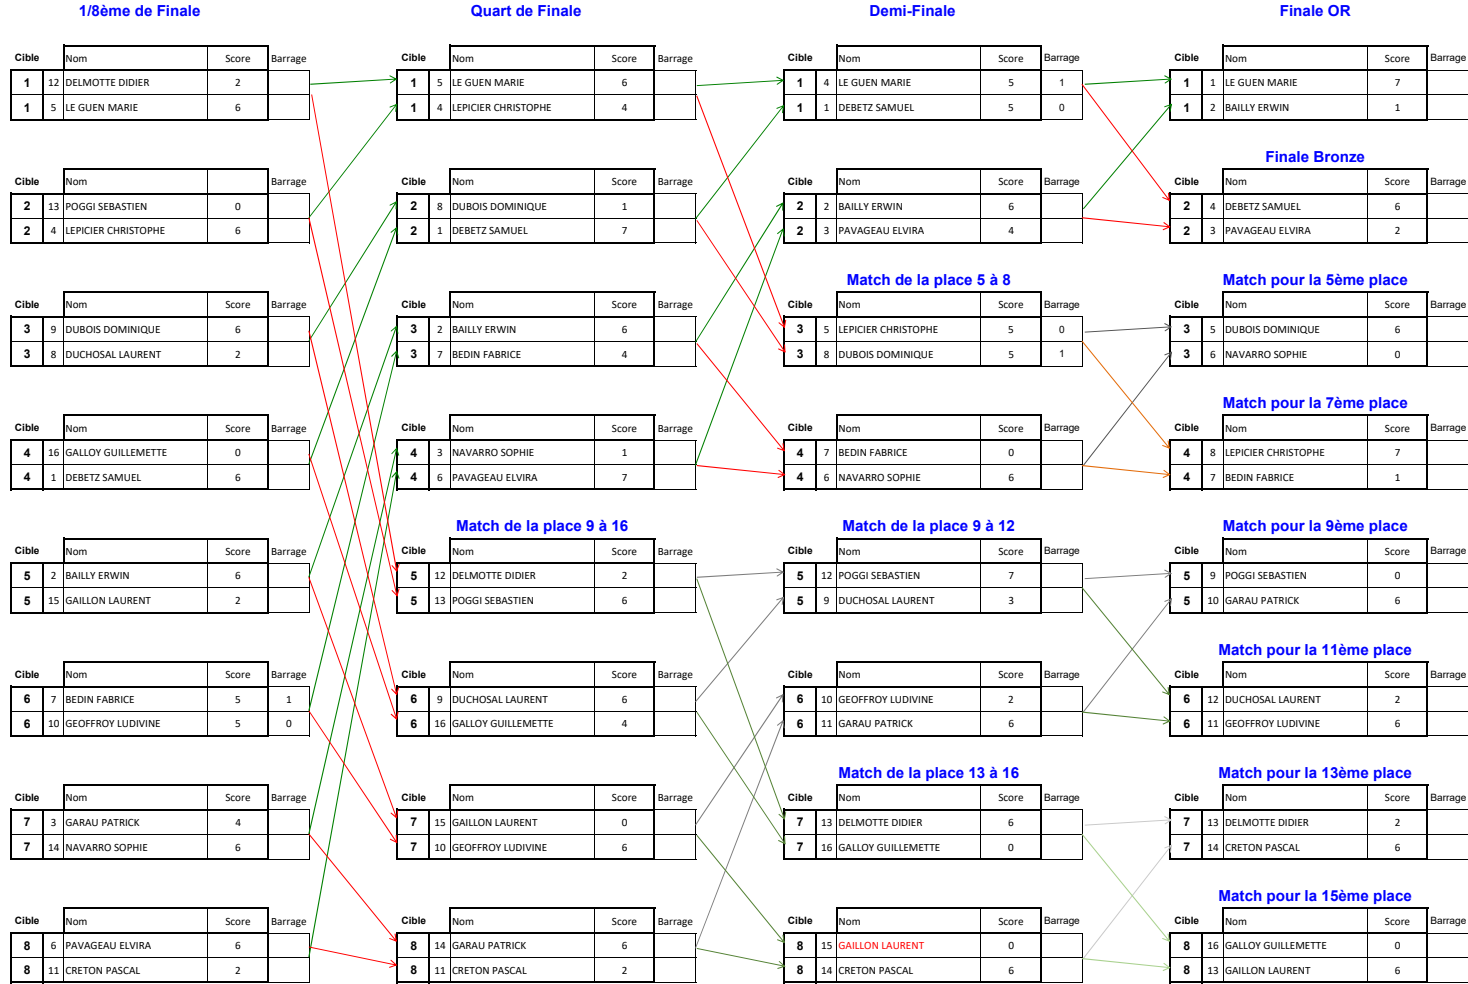 1/8ème de Finale Quart de Finale Demi-Finale Finale OR
Cible Nom Score Barrage Cible Nom Score Barrage Cible Nom Score Barrage Cible Nom Score Barrage
1 12 DELMOTTE DIDIER 2 1 5 LE GUEN MARIE 6 1 4 LE GUEN MARIE 5 1 1 1 LE GUEN MARIE 7
1 5 LE GUEN MARIE 6 1 4 LEPICIER CHRISTOPHE 4 1 1 DEBETZ SAMUEL 5 0 1 2 BAILLY ERWIN 1
Finale Bronze
Cible Nom Barrage Cible Nom Score Barrage Cible Nom Score Barrage Cible Nom Score Barrage
2 13 POGGI SEBASTIEN 0 2 8 DUBOIS DOMINIQUE 1 2 2 BAILLY ERWIN 6 2 4 DEBETZ SAMUEL 6
2 4 LEPICIER CHRISTOPHE 6 2 1 DEBETZ SAMUEL 7 2 3 PAVAGEAU ELVIRA 4 2 3 PAVAGEAU ELVIRA 2
Match de la place 5 à 8 Match pour la 5ème place
Cible Nom Score Barrage Cible Nom Score Barrage Cible Nom Score Barrage Cible Nom Score Barrage
3 9 DUBOIS DOMINIQUE 6 3 2 BAILLY ERWIN 6 3 5 LEPICIER CHRISTOPHE 5 0 3 5 DUBOIS DOMINIQUE 6
3 8 DUCHOSAL LAURENT 2 3 7 BEDIN FABRICE 4 3 8 DUBOIS DOMINIQUE 5 1 3 6 NAVARRO SOPHIE 0
Match pour la 7ème place
Cible Nom Score Barrage Cible Nom Score Barrage Cible Nom Score Barrage Cible Nom Score Barrage
4 16 GALLOY GUILLEMETTE 0 4 3 NAVARRO SOPHIE 1 4 7 BEDIN FABRICE 0 4 8 LEPICIER CHRISTOPHE 7
4 1 DEBETZ SAMUEL 6 4 6 PAVAGEAU ELVIRA 7 4 6 NAVARRO SOPHIE 6 4 7 BEDIN FABRICE 1
Match de la place 9 à 16 Match de la place 9 à 12 Match pour la 9ème place
Cible Nom Score Barrage Cible Nom Score Barrage Cible Nom Score Barrage Cible Nom Score Barrage
5 2 BAILLY ERWIN 6 5 12 DELMOTTE DIDIER 2 5 12 POGGI SEBASTIEN 7 5 9 POGGI SEBASTIEN 0
5 15 GAILLON LAURENT 2 5 13 POGGI SEBASTIEN 6 5 9 DUCHOSAL LAURENT 3 5 10 GARAU PATRICK 6
Match pour la 11ème place
Cible Nom Score Barrage Cible Nom Score Barrage Cible Nom Score Barrage Cible Nom Score Barrage
6 7 BEDIN FABRICE 5 1 6 9 DUCHOSAL LAURENT 6 6 10 GEOFFROY LUDIVINE 2 6 12 DUCHOSAL LAURENT 2
6 10 GEOFFROY LUDIVINE 5 0 6 16 GALLOY GUILLEMETTE 4 6 11 GARAU PATRICK 6 6 11 GEOFFROY LUDIVINE 6
Match de la place 13 à 16 Match pour la 13ème place
Cible Nom Score Barrage Cible Nom Score Barrage Cible Nom Score Barrage Cible Nom Score Barrage
7 3 GARAU PATRICK 4 7 15 GAILLON LAURENT 0 7 13 DELMOTTE DIDIER 6 7 13 DELMOTTE DIDIER 2
7 14 NAVARRO SOPHIE 6 7 10 GEOFFROY LUDIVINE 6 7 16 GALLOY GUILLEMETTE 0 7 14 CRETON PASCAL 6
Match pour la 15ème place
Cible Nom Score Barrage Cible Nom Score Barrage Cible Nom Score Barrage Cible Nom Score Barrage
8 6 PAVAGEAU ELVIRA 6 8 14 GARAU PATRICK 6 8 15 GAILLON LAURENT 0 8 16 GALLOY GUILLEMETTE 0
8 11 CRETON PASCAL 2 8 11 CRETON PASCAL 2 8 14 CRETON PASCAL 6 8 13 GAILLON LAURENT 6